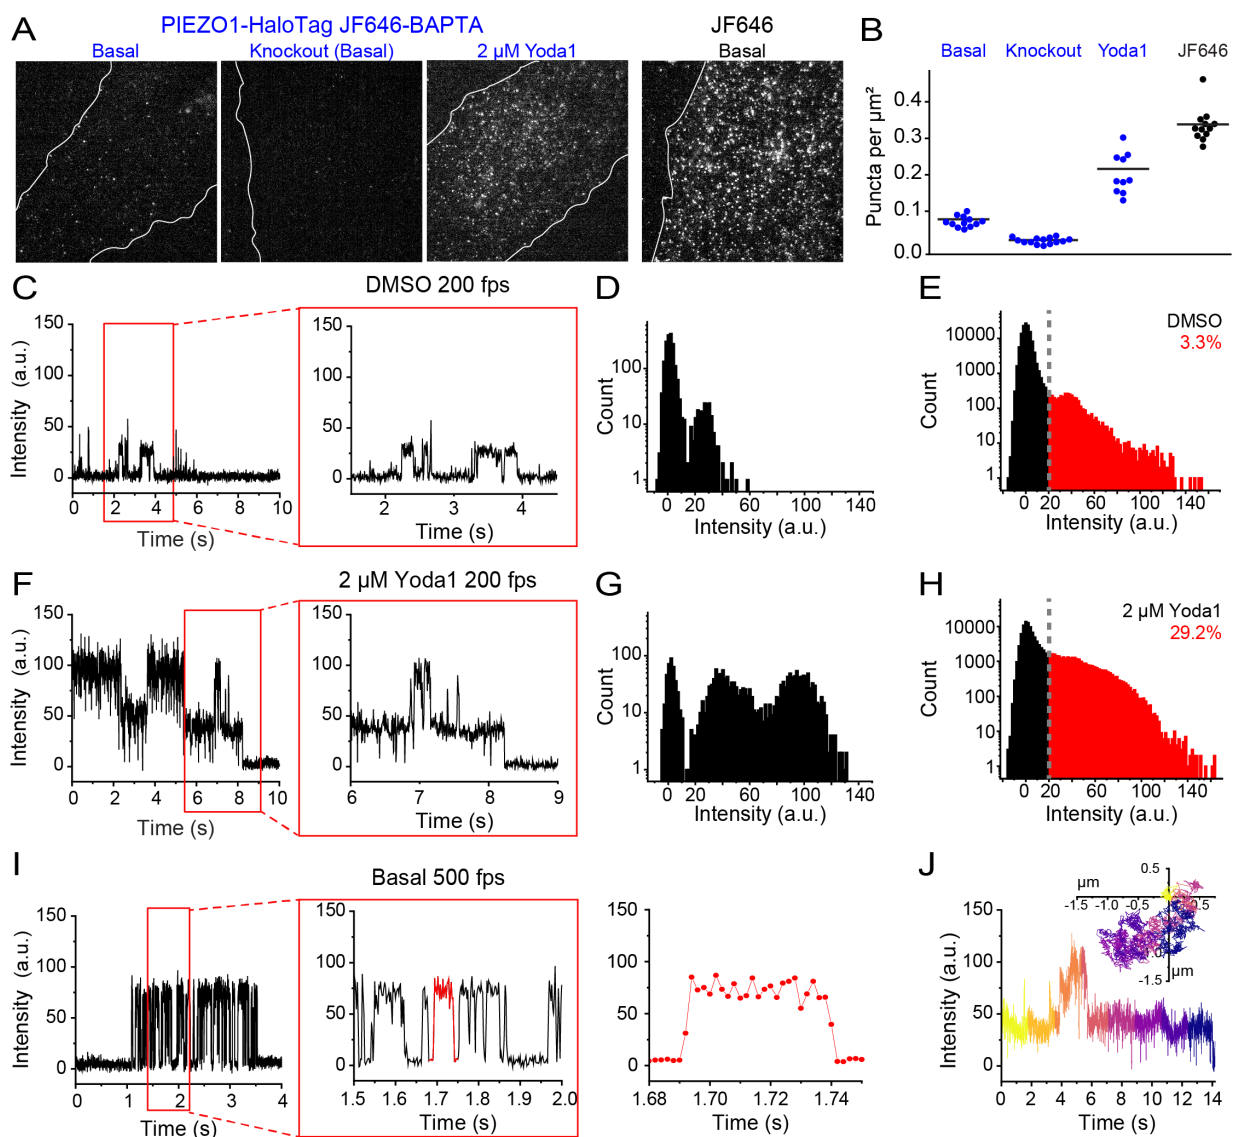 A
PIEZO1-HaloTag JF646-BAPTA
JF646
Basal
Knockout (Basal)
2 µM Yoda1
Basal
B
Basal
Knockout
Yoda1
JF646
Puncta per µm²
0.4
0.3
0.2
0.1
0.0
C
DMSO 200 fps
Intensity (a.u.)
150
100
50
0
0 2 4 6 8 10
Time (s)
150
100
50
0
2 3 4
Time (s)
D
Count
100
10
1
0 20 60 100 140
Intensity (a.u.)
E
DMSO
3.3%
Count
10000
1000
100
10
1
0 20 60 100 140
Intensity (a.u.)
F
2 µM Yoda1 200 fps
Intensity (a.u.)
150
100
50
0
0 2 4 6 8 10
Time (s)
150
100
50
0
6 7 8 9
Time (s)
G
Count
100
10
1
0 20 60 100 140
Intensity (a.u.)
H
2 µM Yoda1
29.2%
Count
10000
1000
100
10
1
0 20 60 100 140
Intensity (a.u.)
I
Basal 500 fps
Intensity (a.u.)
150
100
50
0
0 1 2 3 4
Time (s)
150
100
50
0
1.5 1.6 1.7 1.8 1.9 2.0
Time (s)
150
100
50
0
1.68 1.70 1.72 1.74
Time (s)
J
Intensity (a.u.)
150
100
50
0
0 2 4 6 8 10 12 14
Time (s)
0.5
µm
-1.5 -1.0 -0.5 0.5
-1.5
µm